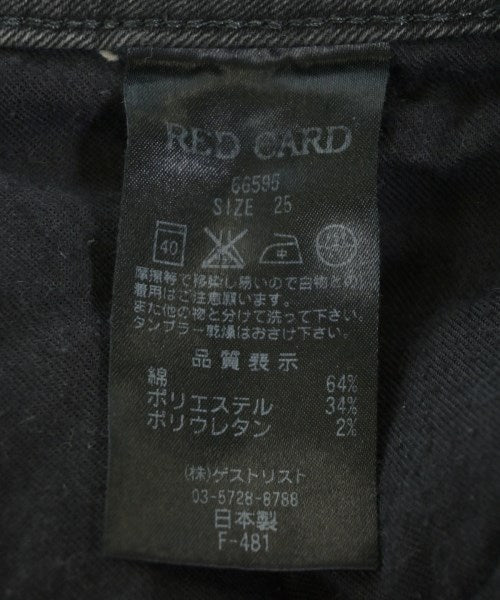 RED CARD
66595
SIZE 25
40
摩擦等で移染し易いので白物との
着用はご注意願います。
また他の物と分けて洗って下さい。
タンブラー乾燥はおさけ下さい。
品質表示
綿 64%
ポリエステル 34%
ポリウレタン 2%
(株)ゲストリスト
03-5728-8788
日本製
F-481